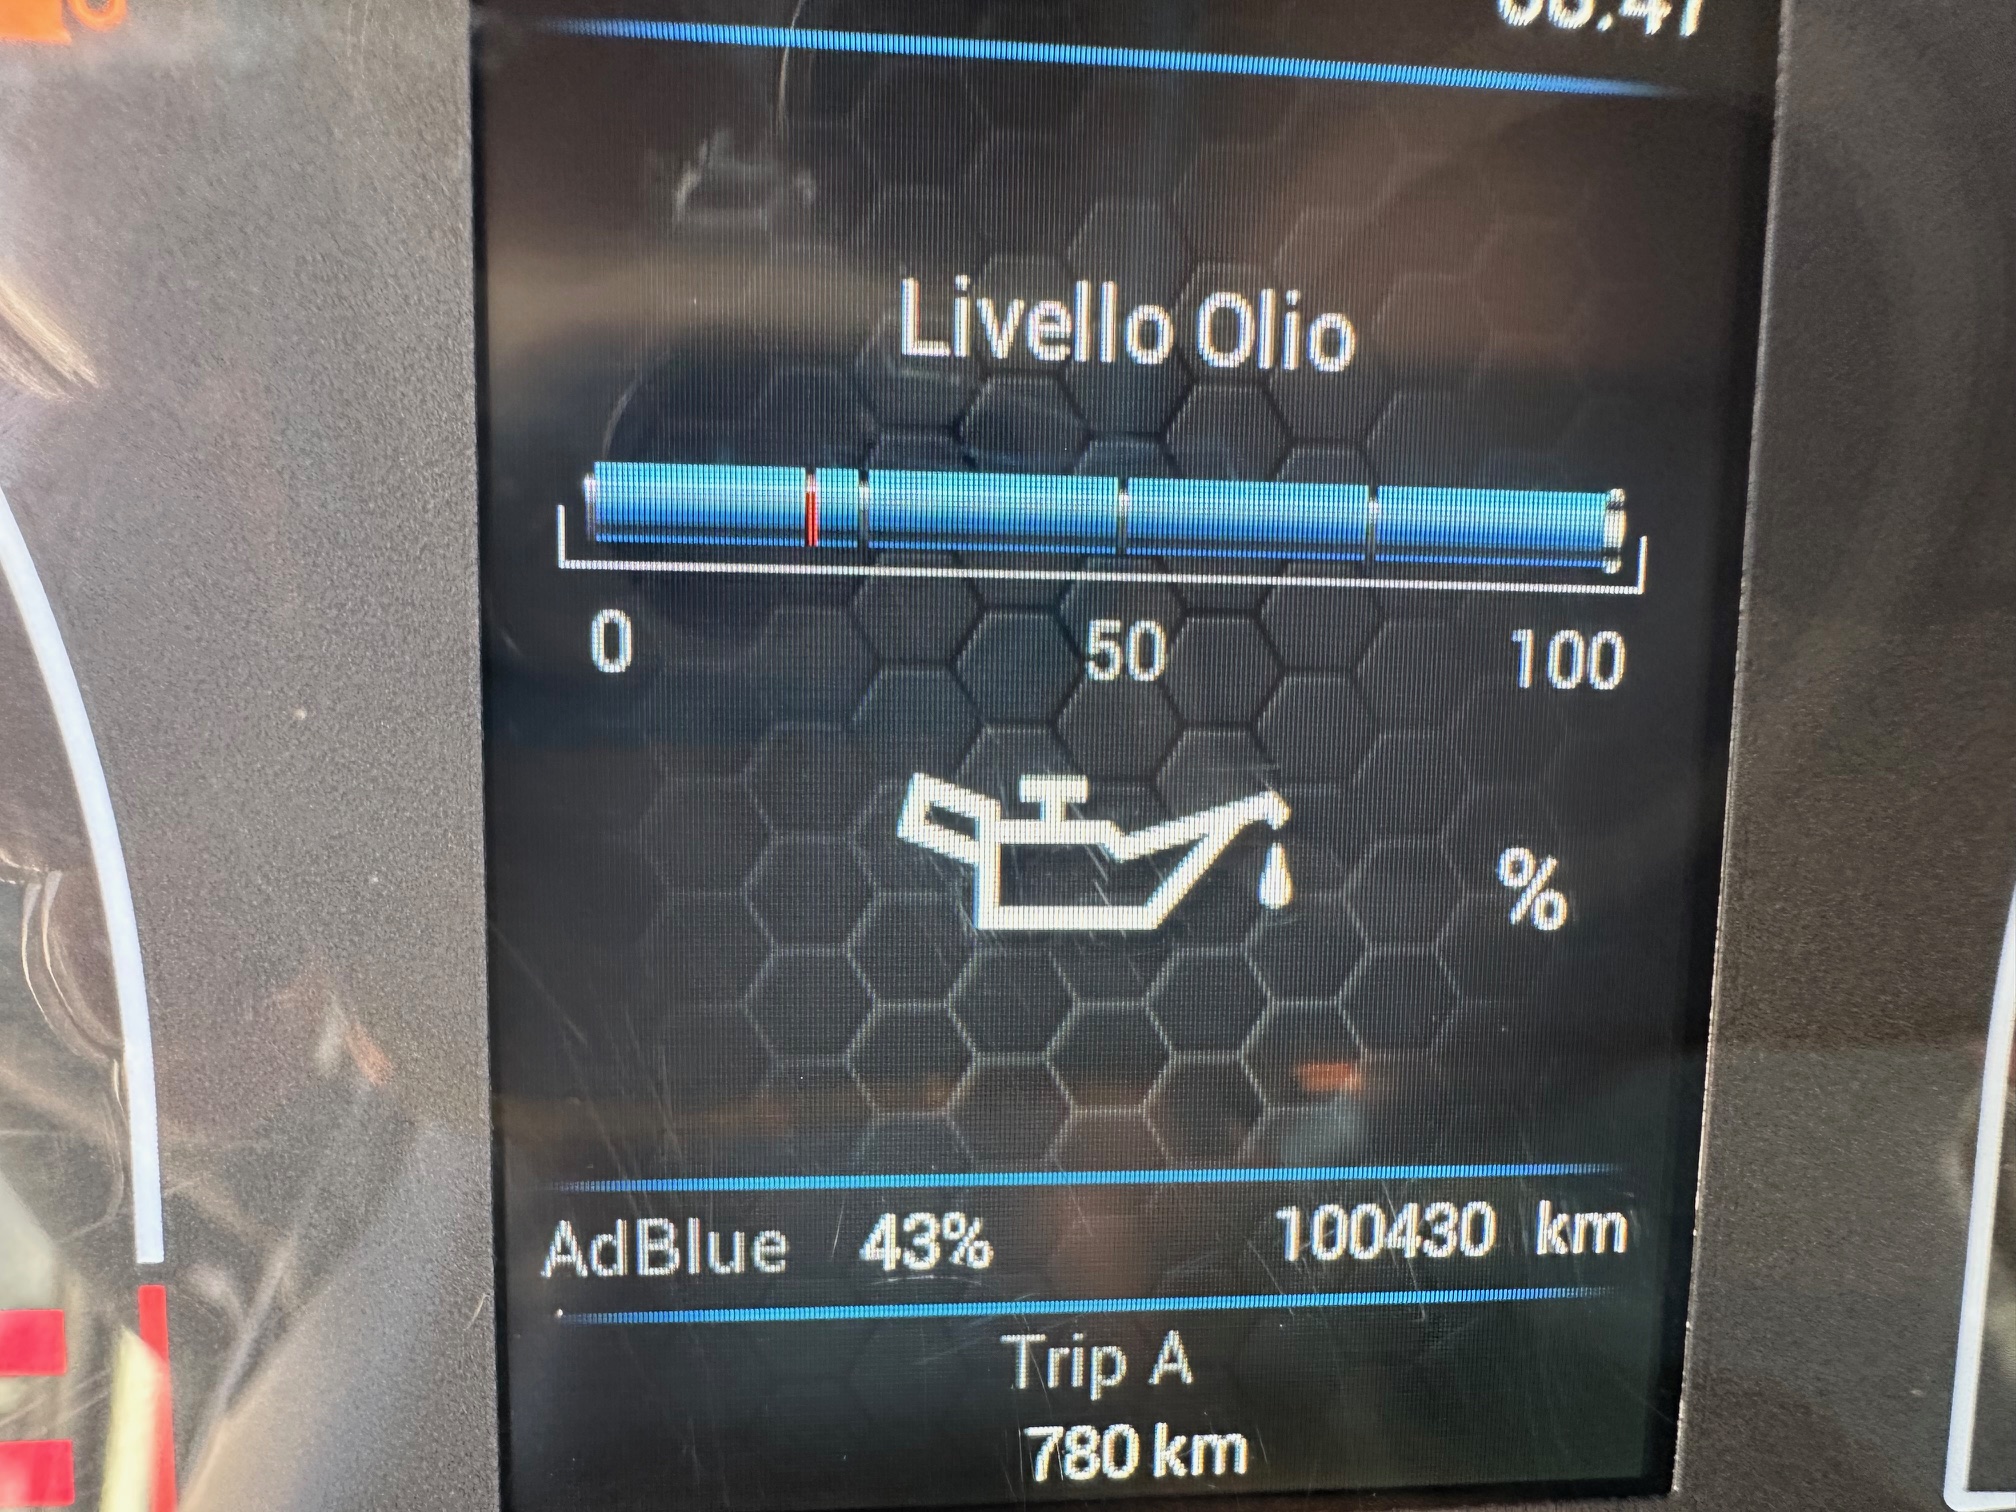 Livello Olio
0 50 100
%
AdBlue 43% 100430 km
Trip A
780 km